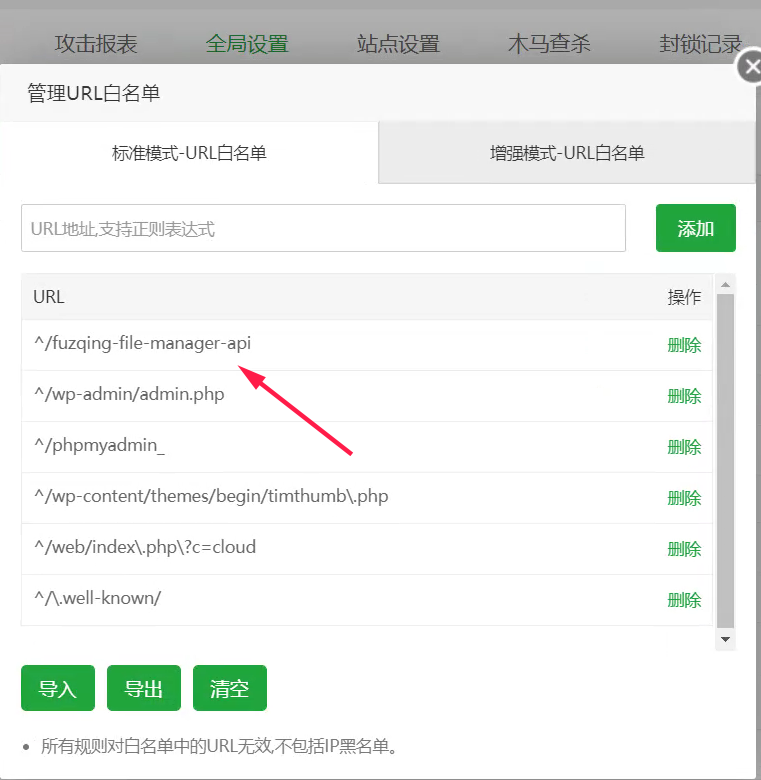 攻击报表 全局设置 站点设置 木马查杀 封锁记录
管理URL白名单
标准模式-URL白名单 增强模式-URL白名单
URL地址,支持正则表达式 添加
URL 操作
^/fuzqing-file-manager-api 删除
^/wp-admin/admin.php 删除
^/phpmyadmin_ 删除
^/wp-content/themes/begin/timthumb\.php 删除
^/web/index\.php\?c=cloud 删除
^/\.well-known/ 删除
导入 导出 清空
所有规则对白名单中的URL无效,不包括IP黑名单。